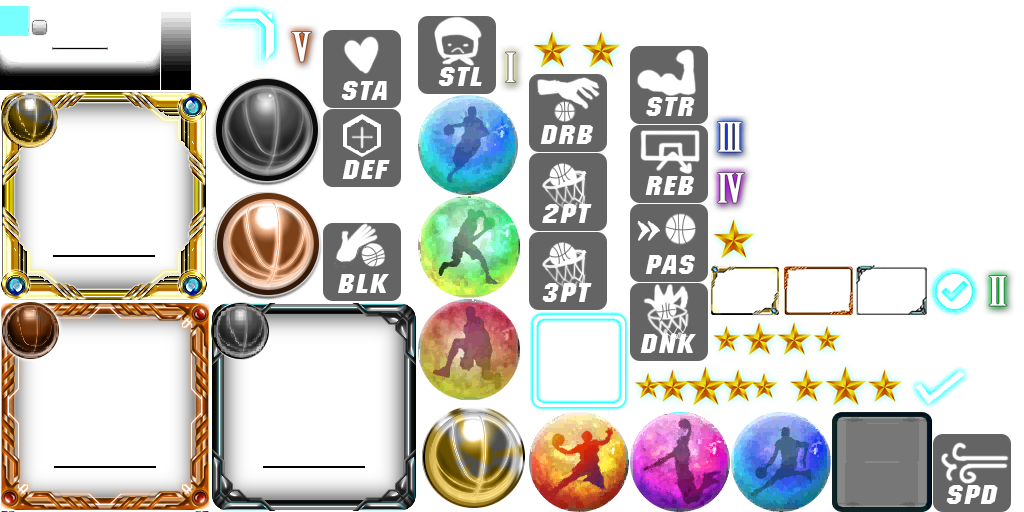 V
STA
STL
I
DEF
DRB
STR
III
REB
IV
2PT
BLK
PAS
3PT
II
DNK
SPD